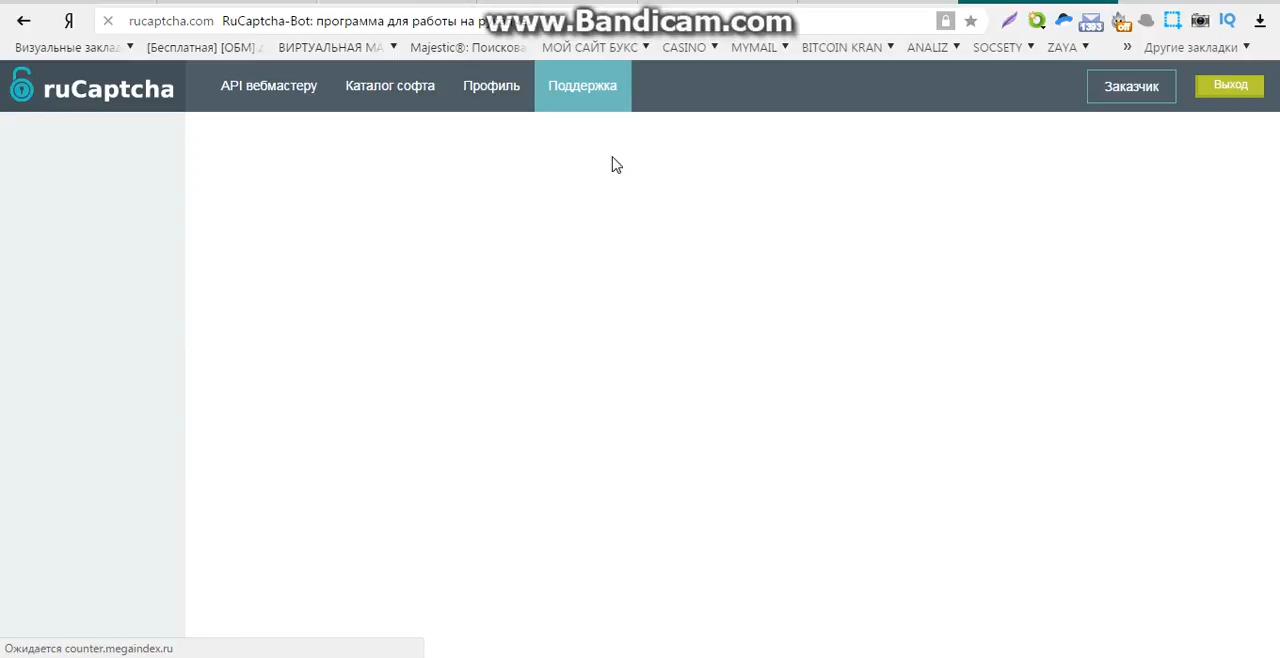 Я rucaptcha.com RuCaptcha-Bot: программа для работы на
www.Bandicam.com
Визуальные заклад [Бесплатная] [ОБМ] ВИРТУАЛЬНАЯ МА Majestic®: Поискова МОЙ САЙТ БУКС CASINO MYMAIL BITCOIN KRAN ANALIZ SOCSETY ZAYA » Другие закладки
ruCaptcha API вебмастеру Каталог софта Профиль Поддержка Заказчик Выход
Ожидается counter.megaindex.ru